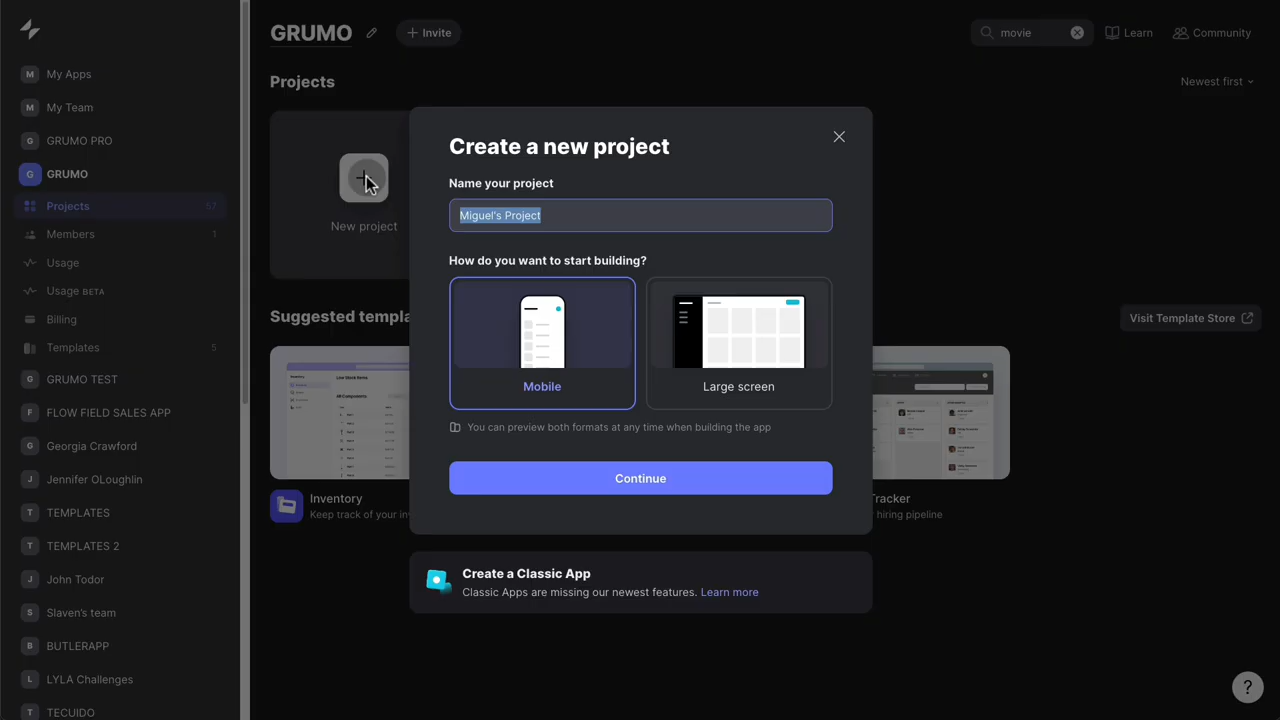 GRUMO
Invite
movie
Learn
Community
M My Apps
M My Team
G GRUMO PRO
G GRUMO
Projects 57
Members 1
Usage
Usage BETA
Billing
Templates 5
G GRUMO TEST
F FLOW FIELD SALES APP
G Georgia Crawford
J Jennifer OLoughlin
T TEMPLATES
T TEMPLATES 2
J John Todor
S Slaven's team
B BUTLERAPP
L LYLA Challenges
T TECUIDO
Projects
Newest first
New project
Suggested templa
Visit Template Store
Inventory
Keep track of your in
Tracker
hiring pipeline
Create a new project
Name your project
Miguel's Project
How do you want to start building?
Mobile
Large screen
You can preview both formats at any time when building the app
Continue
Create a Classic App
Classic Apps are missing our newest features. Learn more
?